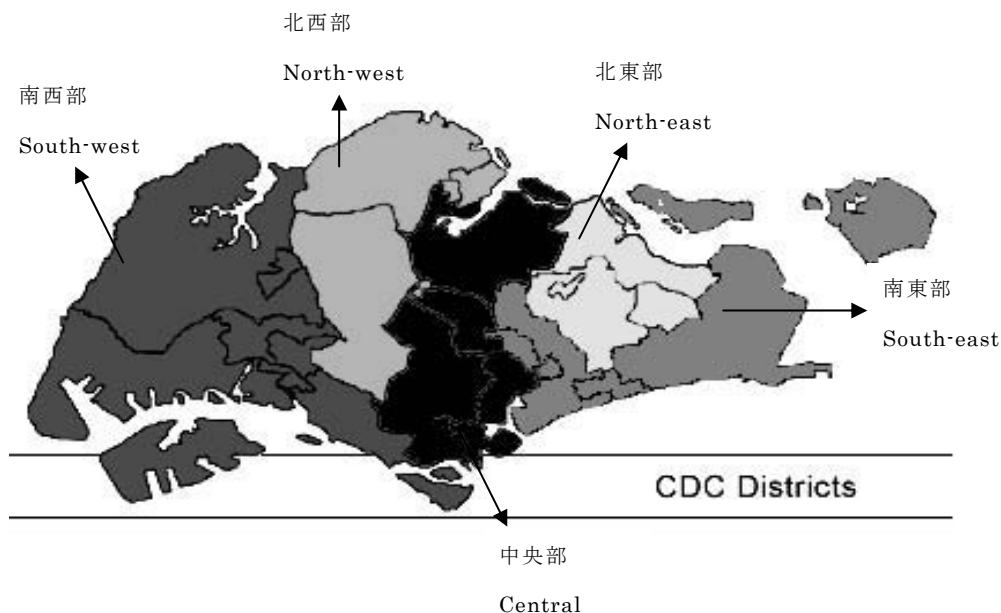 北西部
North-west
北東部
North-east
南西部
South-west
南東部
South-east
CDC Districts
中央部
Central